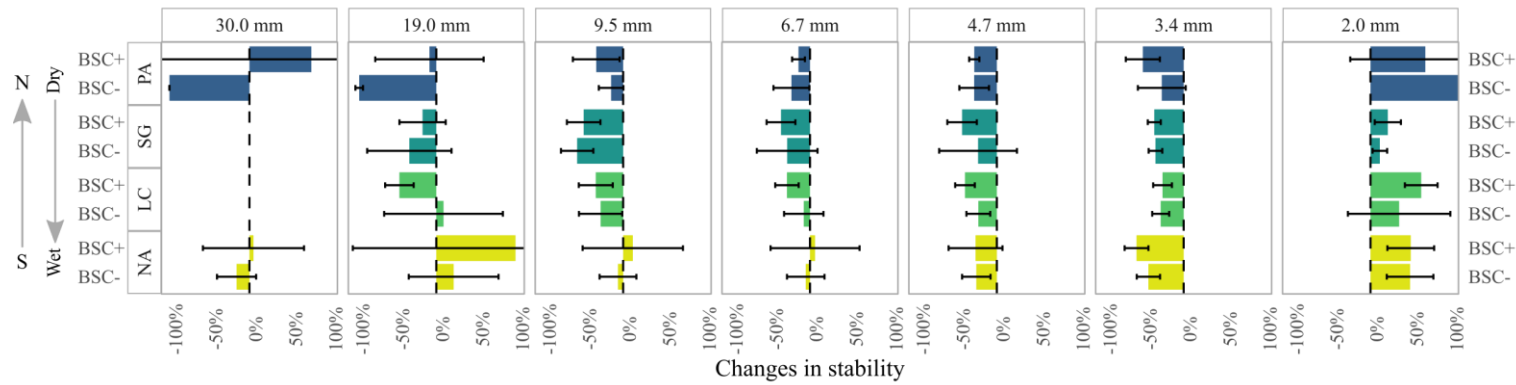 30.0 mm 19.0 mm 9.5 mm 6.7 mm 4.7 mm 3.4 mm 2.0 mm
BSC+ BSC+
N Dry PA
BSC- BSC-
BSC+ BSC+
SG
BSC- BSC-
BSC+ BSC+
LC
BSC- BSC-
BSC+ BSC+
S Wet NA
BSC- BSC-
-100% -50% 0% 50% 100% -100% -50% 0% 50% 100% -100% -50% 0% 50% 100% -100% -50% 0% 50% 100% -100% -50% 0% 50% 100% -100% -50% 0% 50% 100% -100% -50% 0% 50% 100%
Changes in stability